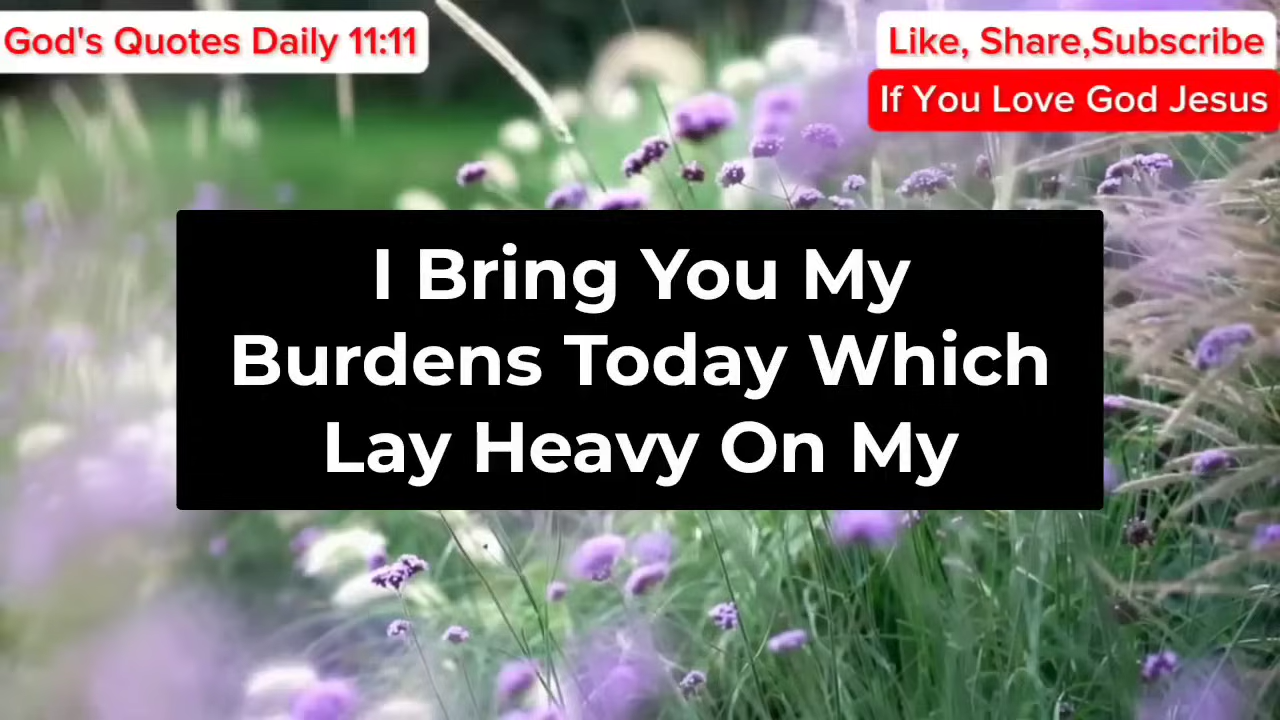 God's Quotes Daily 11:11
Like, Share,Subscribe
If You Love God Jesus
I Bring You My
Burdens Today Which
Lay Heavy On My